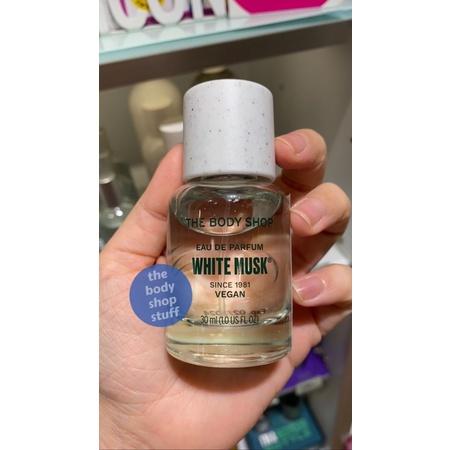 THE BODY SHOP
EAU DE PARFUM
WHITE MUSK®
SINCE 1981
VEGAN
30 ml (1.0 US FL OZ)
the
body
shop
stuff